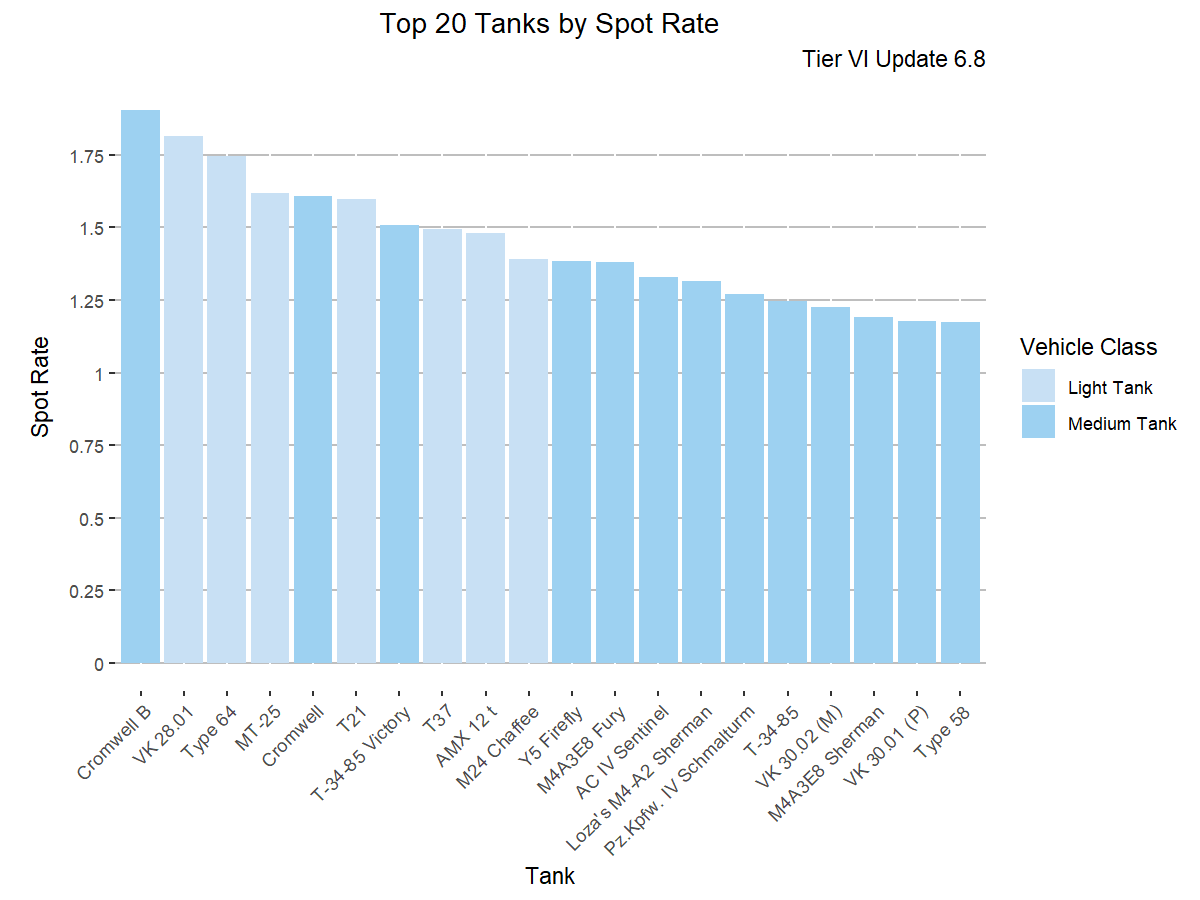 Top 20 Tanks by Spot Rate
Tier VI Update 6.8
Spot Rate
1.75
1.5
1.25
1
0.75
0.5
0.25
0
Cromwell B
VK 28.01
Type 64
MT-25
Cromwell
T21
T-34-85 Victory
T37
AMX 12 t
M24 Chaffee
Y5 Firefly
M4A3E8 Fury
AC IV Sentinel
Loza's M4-A2 Sherman
Pz.Kpfw. IV Schmalturm
T-34-85
VK 30.02 (M)
M4A3E8 Sherman
VK 30.01 (P)
Type 58
Tank
Vehicle Class
Light Tank
Medium Tank